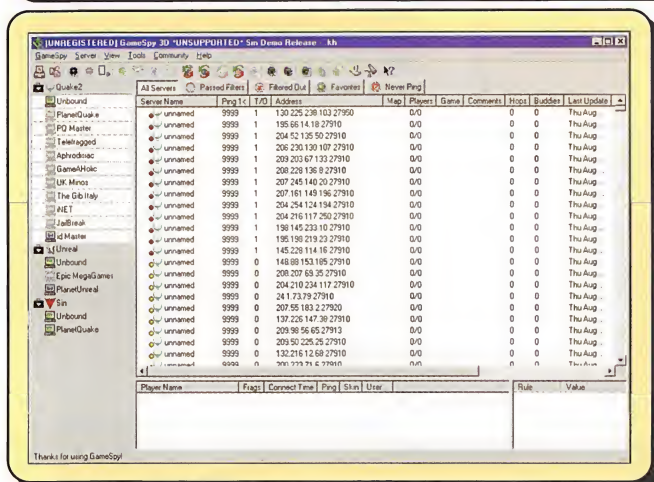 [UNREGISTERED] GameSpy 3D *UNSUPPORTED* Sin Demo Release - kh
GameSpy Server View Tools Community Help
All Servers Passed Filters Filtered Out Favorites Never Ping
Server Name Ping T/O Address Map Players Game Comments Hops Buddies Last Update
Quake2
Unbound
PlanetQuake
PQ Master
Telefragged
Aphrodisiac
GameAHolic
UK Minos
The Gib Italy
iNET
JailBreak
id Master
Unreal
Unbound
Epic MegaGames
PlanetUnreal
Sin
Unbound
PlanetQuake
unnamed 9999 1 130.225.239.103:27950 0/0 0 0 Thu Aug ...
unnamed 9999 1 195.66.14.18:27910 0/0 0 0 Thu Aug ...
unnamed 9999 1 204.52.135.50:27910 0/0 0 0 Thu Aug ...
unnamed 9999 1 206.230.130.107:27910 0/0 0 0 Thu Aug ...
unnamed 9999 1 209.203.67.133:27910 0/0 0 0 Thu Aug ...
unnamed 9999 1 208.228.136.8:27910 0/0 0 0 Thu Aug ...
unnamed 9999 1 207.245.140.20:27910 0/0 0 0 Thu Aug ...
unnamed 9999 1 207.161.149.196:27910 0/0 0 0 Thu Aug ...
unnamed 9999 1 204.254.124.194:27910 0/0 0 0 Thu Aug ...
unnamed 9999 1 204.216.117.250:27910 0/0 0 0 Thu Aug ...
unnamed 9999 1 198.145.233.10:27910 0/0 0 0 Thu Aug ...
unnamed 9999 1 195.198.219.23:27910 0/0 0 0 Thu Aug ...
unnamed 9999 1 145.228.114.16:27910 0/0 0 0 Thu Aug ...
unnamed 9999 0 148.88.153.185:27910 0/0 0 0 Thu Aug ...
unnamed 9999 0 208.207.69.35:27910 0/0 0 0 Thu Aug ...
unnamed 9999 0 204.210.234.117:27910 0/0 0 0 Thu Aug ...
unnamed 9999 0 24.1.73.79:27910 0/0 0 0 Thu Aug ...
unnamed 9999 0 207.55.183.2:27920 0/0 0 0 Thu Aug ...
unnamed 9999 0 137.226.147.38:27910 0/0 0 0 Thu Aug ...
unnamed 9999 0 209.98.56.65:27913 0/0 0 0 Thu Aug ...
unnamed 9999 0 209.50.225.25:27910 0/0 0 0 Thu Aug ...
unnamed 9999 0 132.216.12.68:27910 0/0 0 0 Thu Aug ...
Player Name Frags Connect Time Ping Skin User... Rule Value
Thanks for using GameSpy!